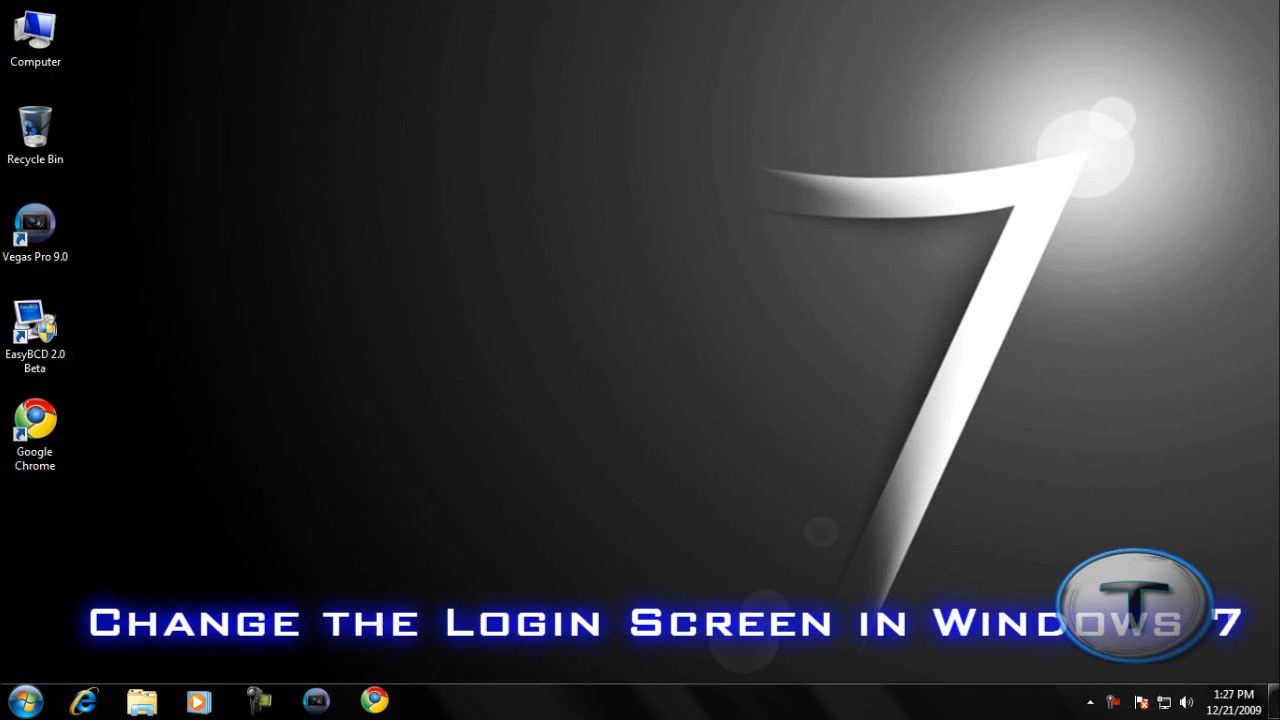 Computer
Recycle Bin
Vegas Pro 9.0
EasyBCD 2.0
Beta
Google
Chrome
7
CHANGE THE LOGIN SCREEN IN WINDOWS 7
T
1:27 PM
12/21/2009